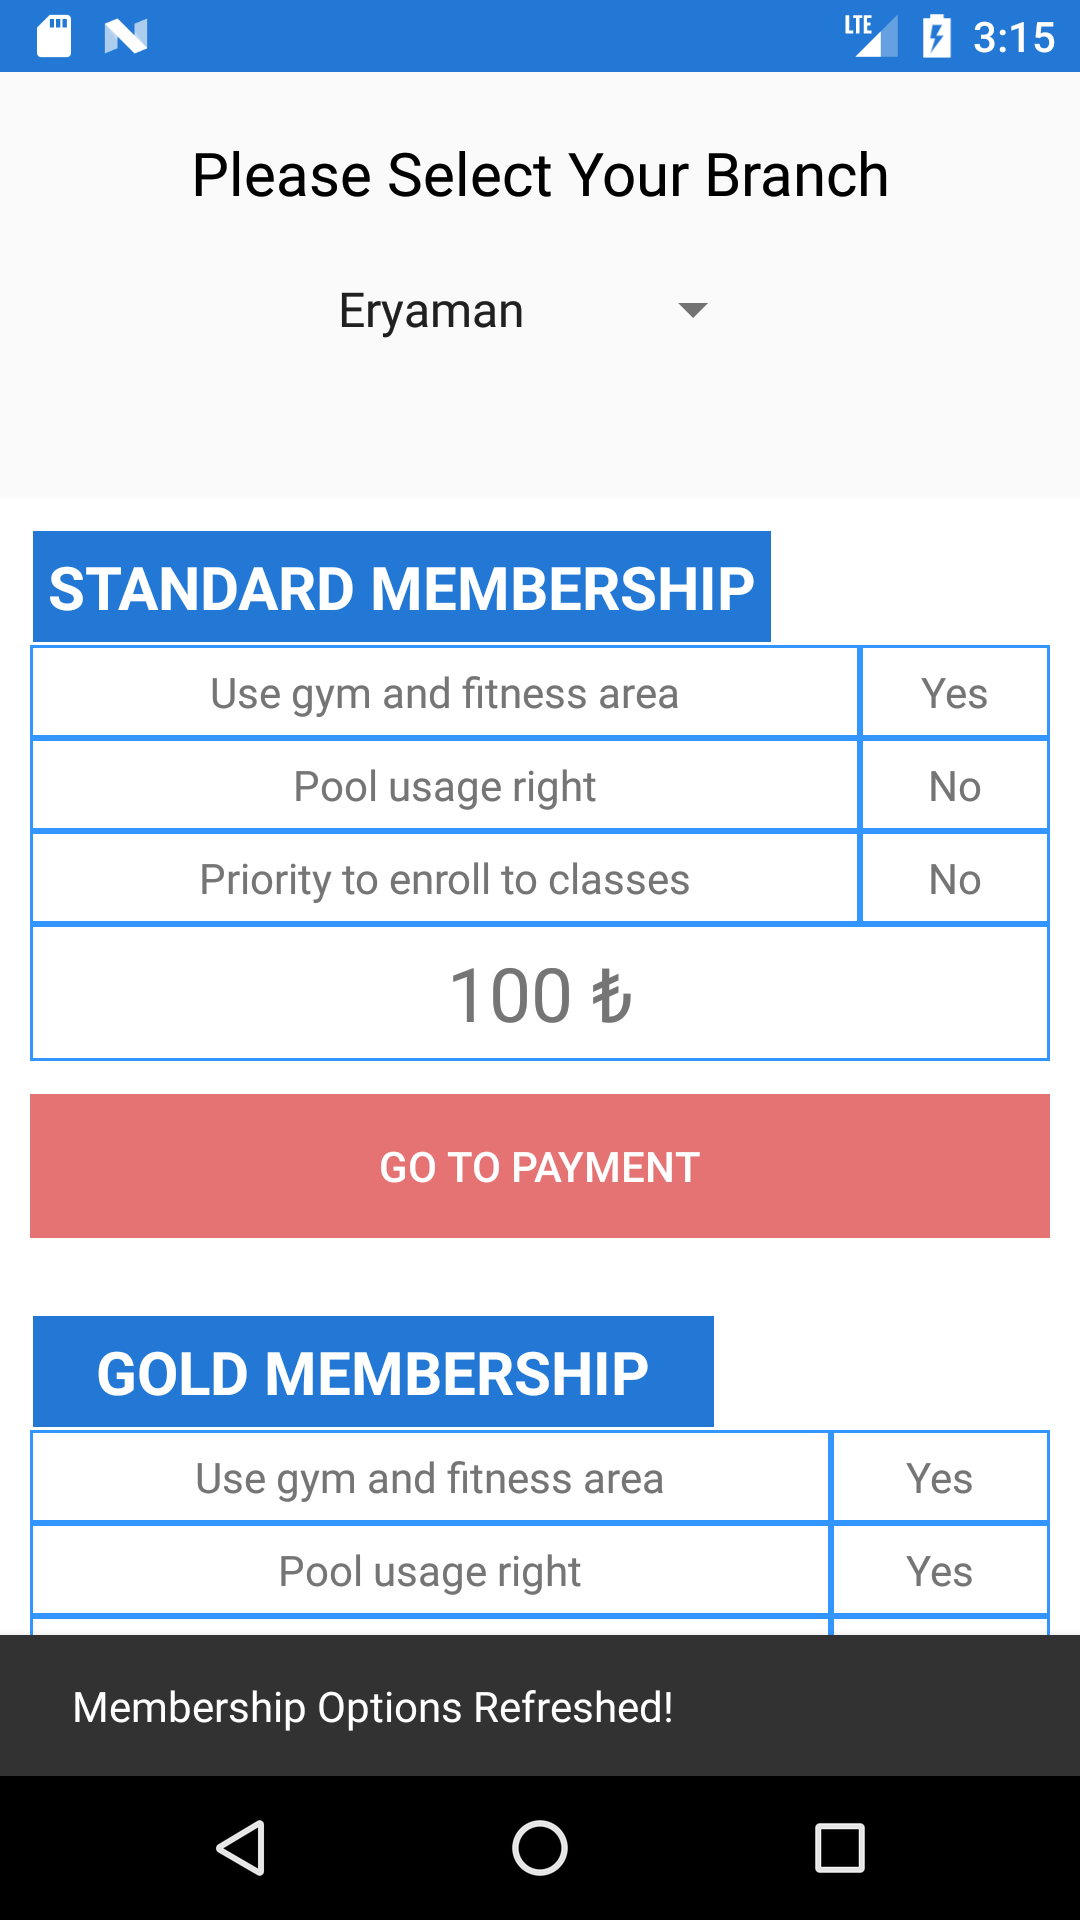 LTE 3:15
Please Select Your Branch
Eryaman
STANDARD MEMBERSHIP
Use gym and fitness area Yes
Pool usage right No
Priority to enroll to classes No
100 ₺
GO TO PAYMENT
GOLD MEMBERSHIP
Use gym and fitness area Yes
Pool usage right Yes
Membership Options Refreshed!